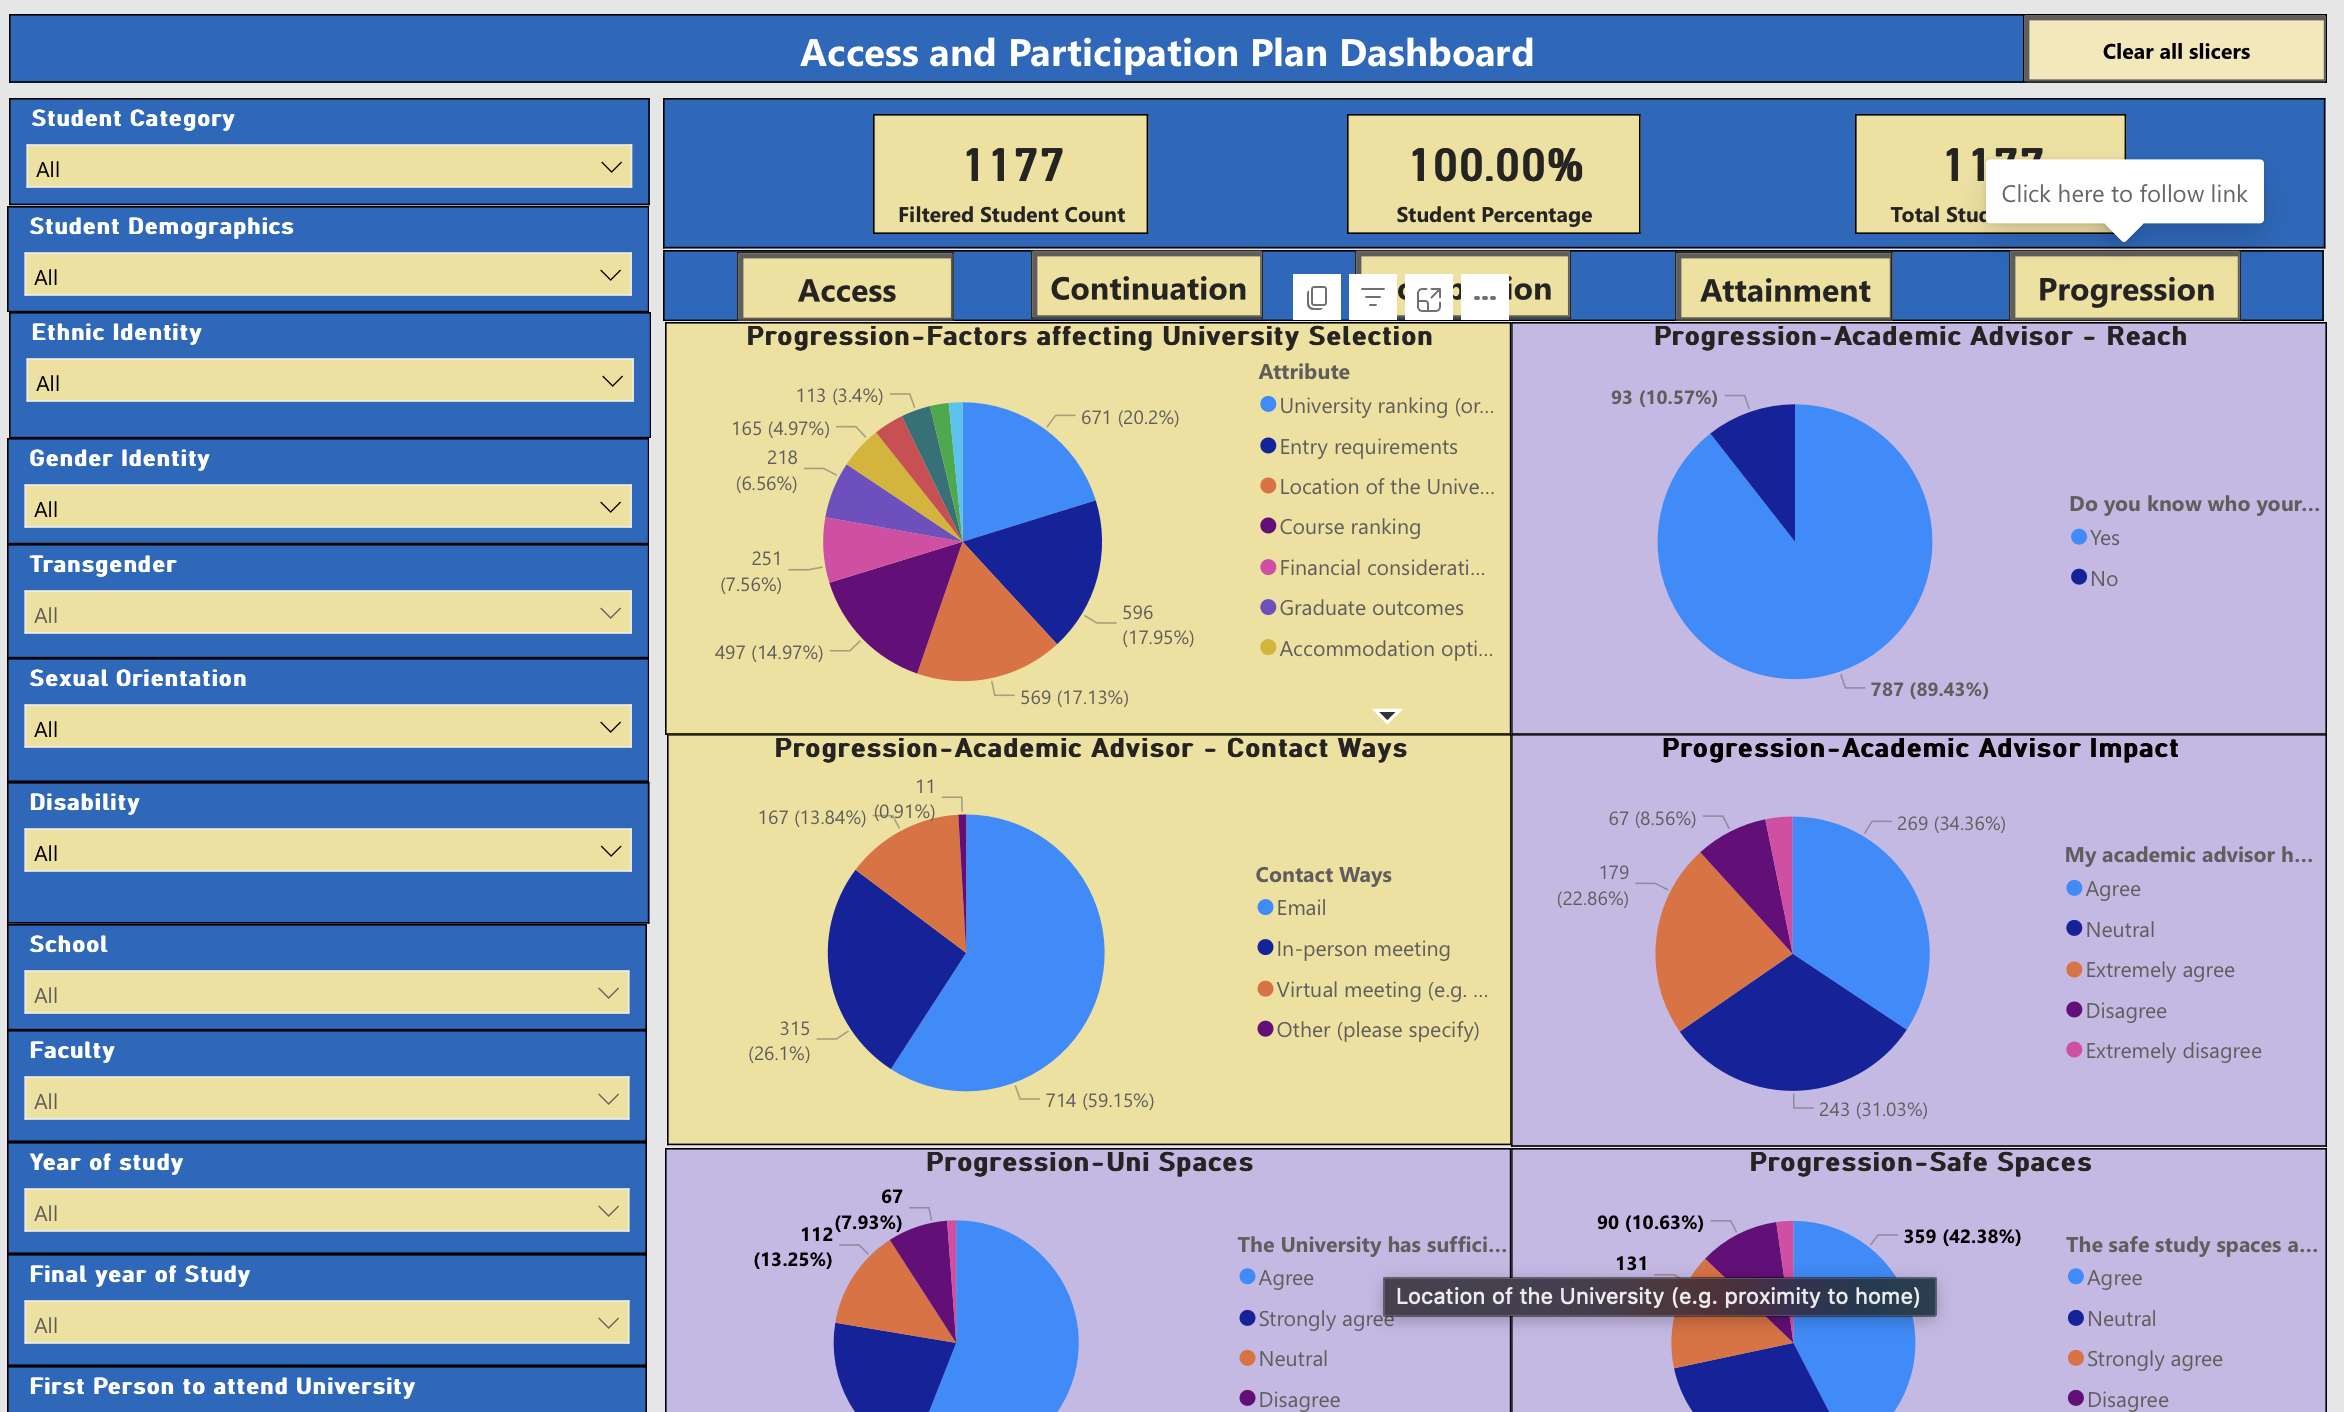 Access and Participation Plan Dashboard
Clear all slicers
Student Category
All
Student Demographics
All
Ethnic Identity
All
Gender Identity
All
Transgender
All
Sexual Orientation
All
Disability
All
School
All
Faculty
All
Year of study
All
Final year of Study
All
First Person to attend University
1177
Filtered Student Count
100.00%
Student Percentage
1177
Total
Click here to follow link
Access
Continuation
Attainment
Progression
Progression-Factors affecting University Selection
113 (3.4%)
165 (4.97%)
218
(6.56%)
251
(7.56%)
497 (14.97%)
569 (17.13%)
596
(17.95%)
671 (20.2%)
Attribute
University ranking (or...
Entry requirements
Location of the Unive...
Course ranking
Financial considerati...
Graduate outcomes
Accommodation opti...
Progression-Academic Advisor - Reach
93 (10.57%)
787 (89.43%)
Do you know who your...
Yes
No
Progression-Academic Advisor - Contact Ways
11
(0.91%)
167 (13.84%)
315
(26.1%)
714 (59.15%)
Contact Ways
Email
In-person meeting
Virtual meeting (e.g. ...
Other (please specify)
Progression-Academic Advisor Impact
67 (8.56%)
269 (34.36%)
179
(22.86%)
243 (31.03%)
My academic advisor h...
Agree
Neutral
Extremely agree
Disagree
Extremely disagree
Progression-Uni Spaces
67
(7.93%)
112
(13.25%)
The University has suffici...
Agree
Strongly agree
Neutral
Disagree
Progression-Safe Spaces
90 (10.63%)
359 (42.38%)
131
The safe study spaces a...
Agree
Neutral
Strongly agree
Disagree
Location of the University (e.g. proximity to home)